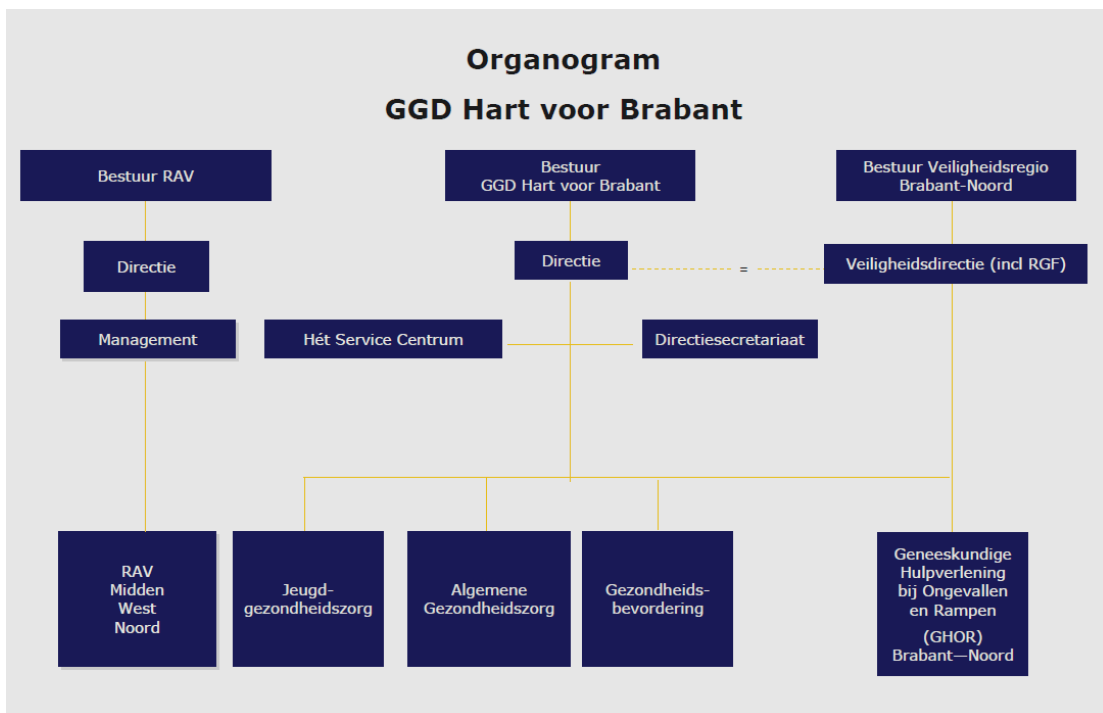 Organogram
GGD Hart voor Brabant
Bestuur RAV
Bestuur
GGD Hart voor Brabant
Bestuur Veiligheidsregio
Brabant-Noord
Directie
Directie
=
Veiligheidsdirectie (incl RGF)
Management
Hét Service Centrum
Directiesecretariaat
RAV
Midden
West
Noord
Jeugd-
gezondheidszorg
Algemene
Gezondheidszorg
Gezondheids-
bevordering
Geneeskundige
Hulpverlening
bij Ongevallen
en Rampen
(GHOR)
Brabant—Noord